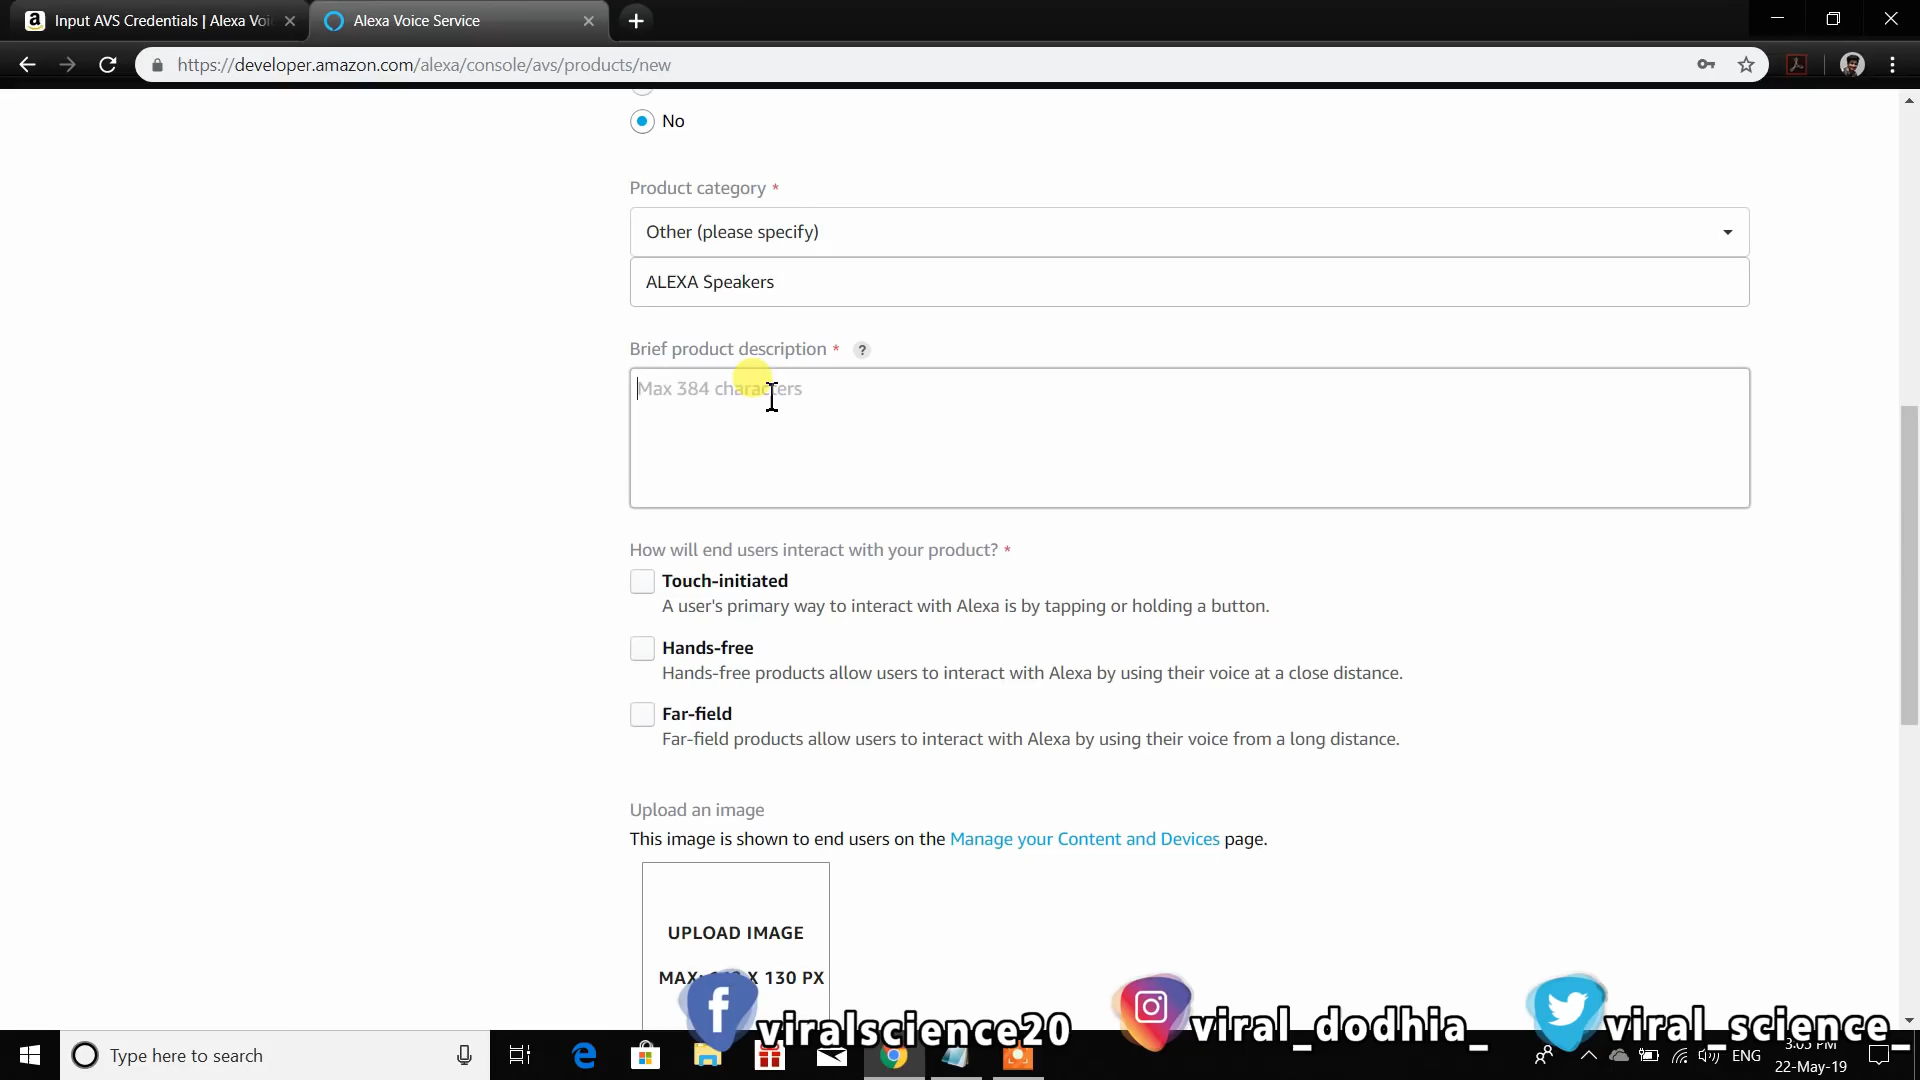 Input AVS Credentials | Alexa Voi
Alexa Voice Service
https://developer.amazon.com/alexa/console/avs/products/new
No
Product category *
Other (please specify)
ALEXA Speakers
Brief product description * ?
Max 384 characters
How will end users interact with your product? *
Touch-initiated
A user's primary way to interact with Alexa is by tapping or holding a button.
Hands-free
Hands-free products allow users to interact with Alexa by using their voice at a close distance.
Far-field
Far-field products allow users to interact with Alexa by using their voice from a long distance.
Upload an image
This image is shown to end users on the Manage your Content and Devices page.
UPLOAD IMAGE
MAX: X 130 PX
viralscience20
viral_dodhia_
viral_science_
Type here to search
ENG
22-May-19